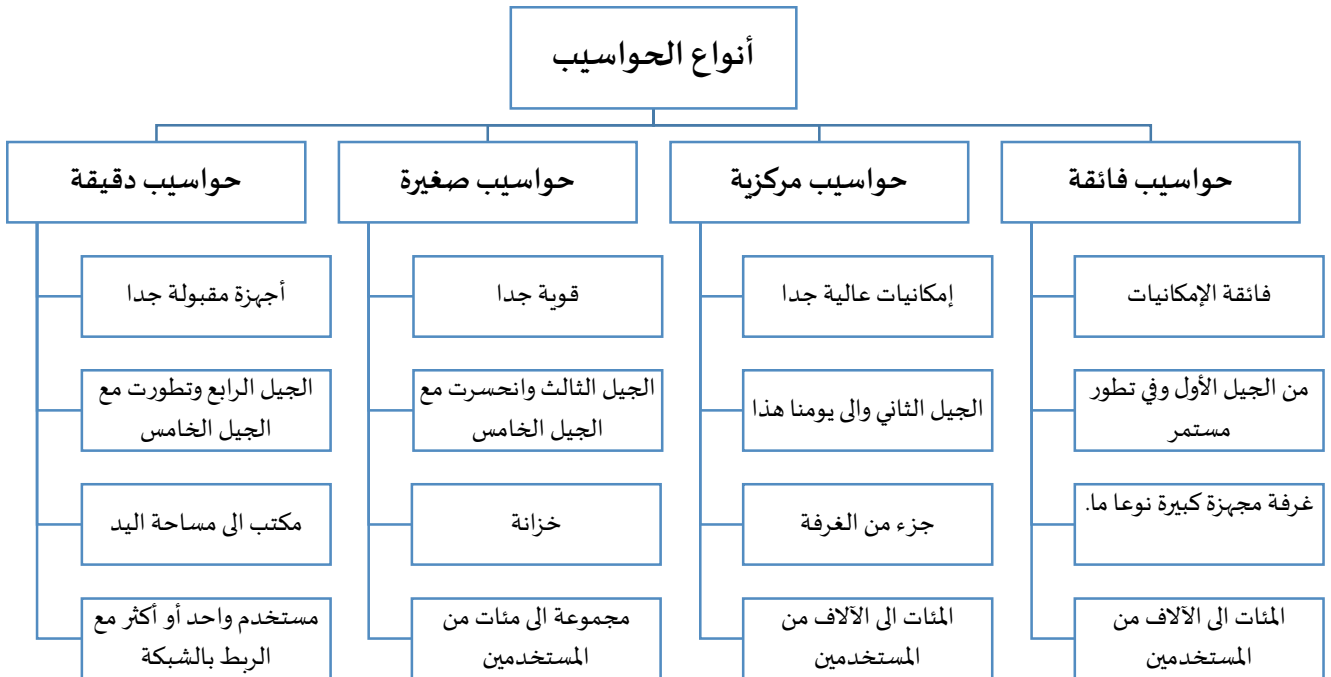 أنواع الحواسيب
حواسيب فائقة
فائقة الإمكانيات
من الجيل الأول وفي تطور
مستمر
غرفة مجهزة كبيرة نوعا ما.
المئات الى الآلاف من
المستخدمين
حواسيب مركزية
إمكانيات عالية جدا
الجيل الثاني والى يومنا هذا
جزء من الغرفة
المئات الى الآلاف من
المستخدمين
حواسيب صغيرة
قوية جدا
الجيل الثالث وانحسرت مع
الجيل الخامس
خزانة
مجموعة الى مئات من
المستخدمين
حواسيب دقيقة
أجهزة مقبولة جدا
الجيل الرابع وتطورت مع
الجيل الخامس
مكتب الى مساحة اليد
مستخدم واحد أو أكثر مع
الربط بالشبكة